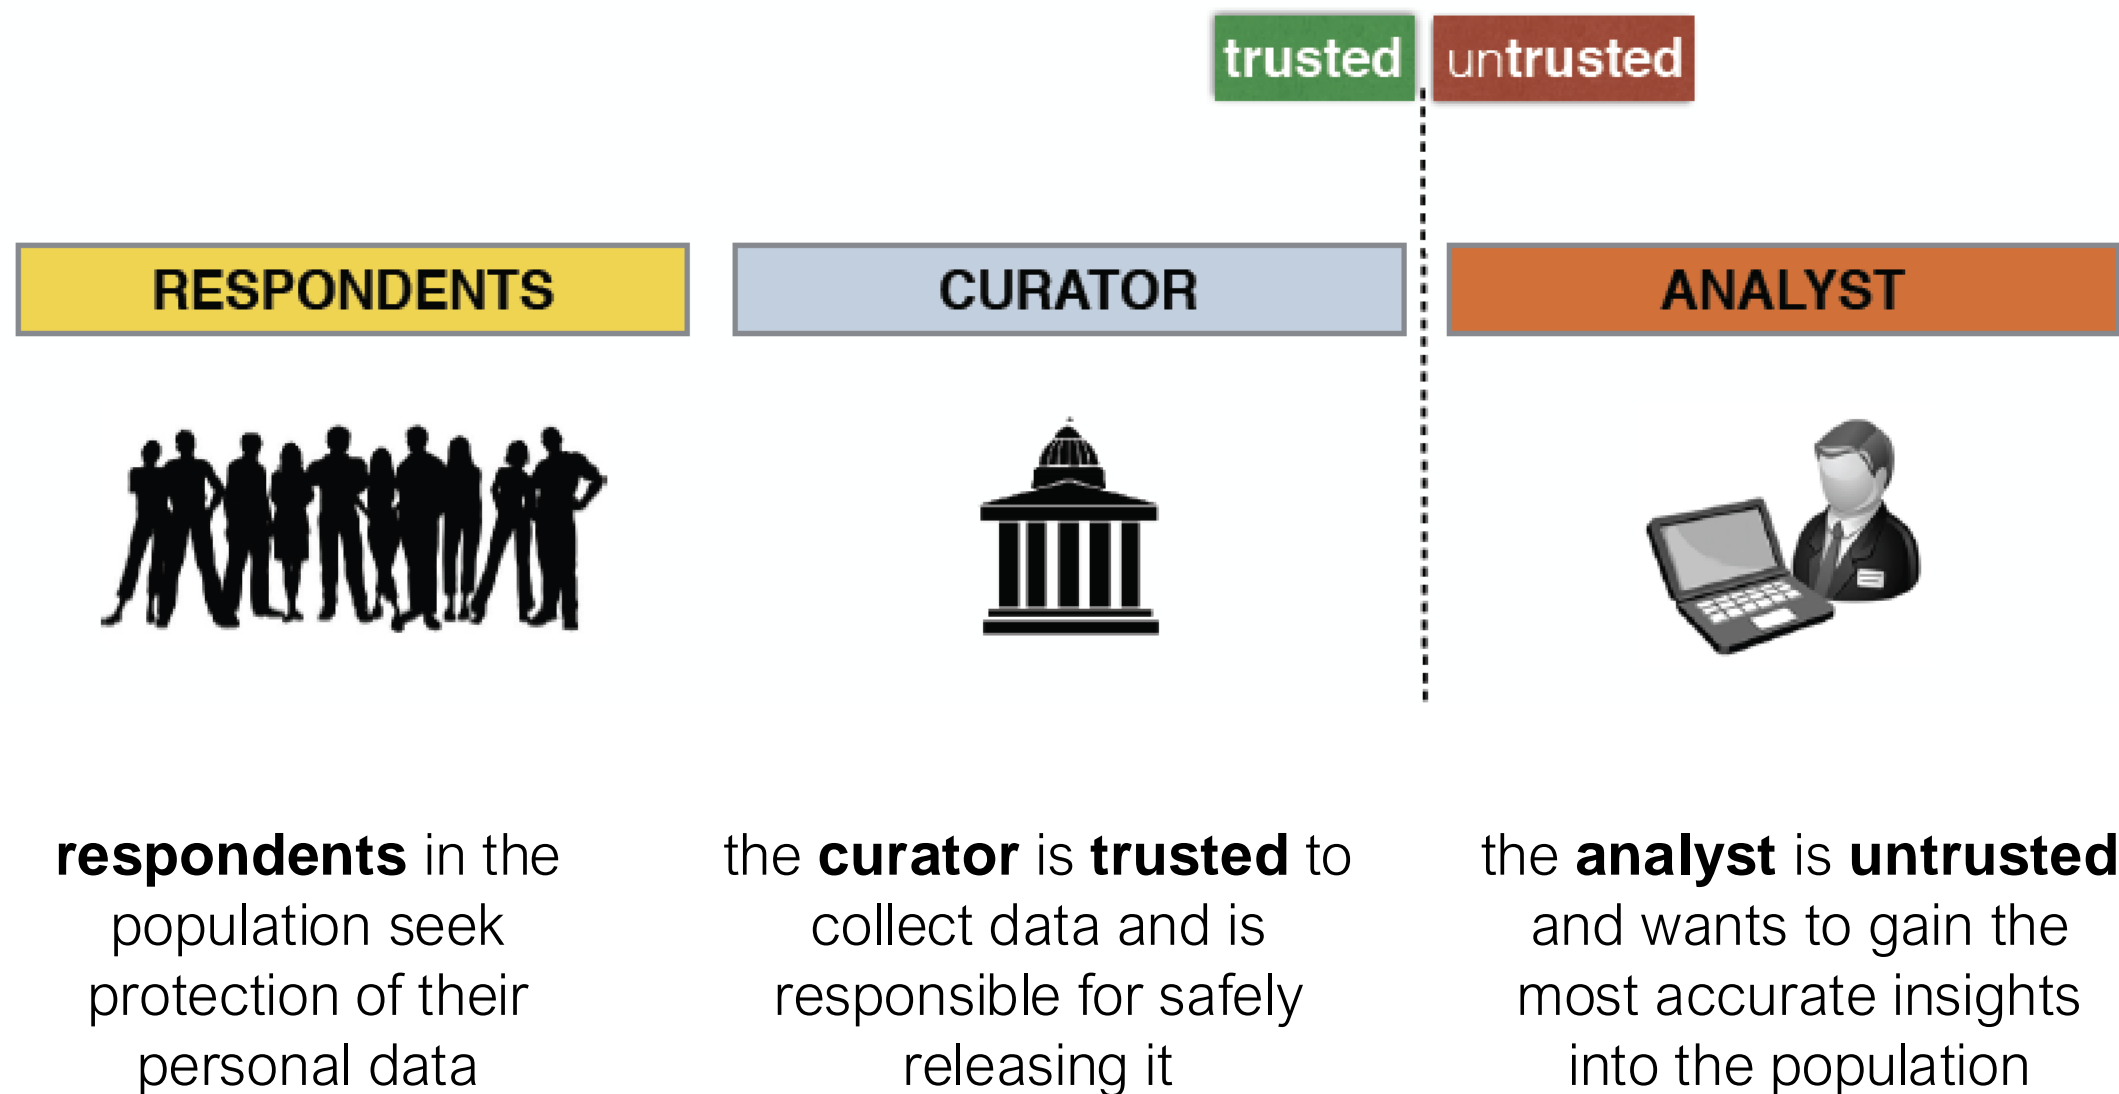 trusted
untrusted
RESPONDENTS
CURATOR
ANALYST
respondents in the
population seek
protection of their
personal data
the curator is trusted to
collect data and is
responsible for safely
releasing it
the analyst is untrusted
and wants to gain the
most accurate insights
into the population